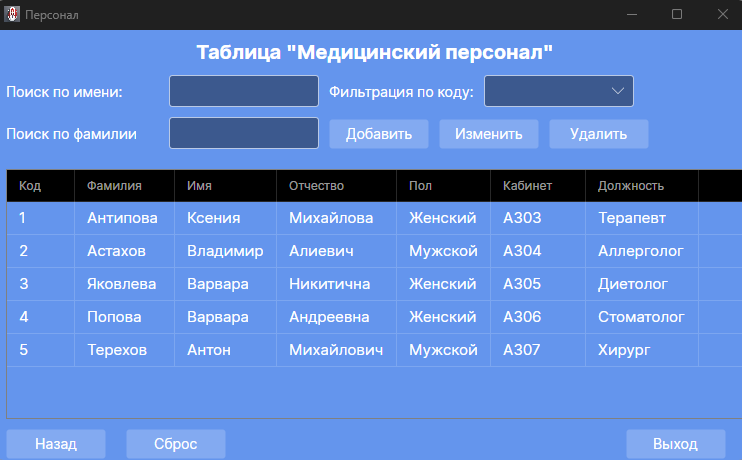 Персонал
Таблица "Медицинский персонал"
Поиск по имени: Фильтрация по коду:
Поиск по фамилии Добавить Изменить Удалить
Код Фамилия Имя Отчество Пол Кабинет Должность
1 Антипова Ксения Михайлова Женский А303 Терапевт
2 Астахов Владимир Алиевич Мужской А304 Аллерголог
3 Яковлева Варвара Никитична Женский А305 Диетолог
4 Попова Варвара Андреевна Женский А306 Стоматолог
5 Терехов Антон Михайлович Мужской А307 Хирург
Назад Сброс Выход